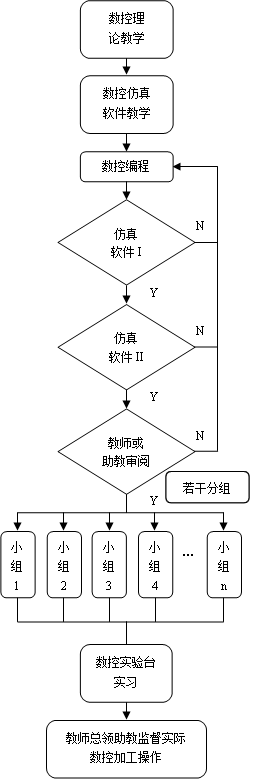 数控理
论教学
数控仿真
软件教学
数控编程
仿真
软件 I
N
Y
仿真
软件 II
N
Y
教师或
助教审阅
N
Y
若干分组
小
组
1
小
组
2
小
组
3
小
组
4
...
小
组
n
数控实验台
实习
教师总领助教监督实际
数控加工操作